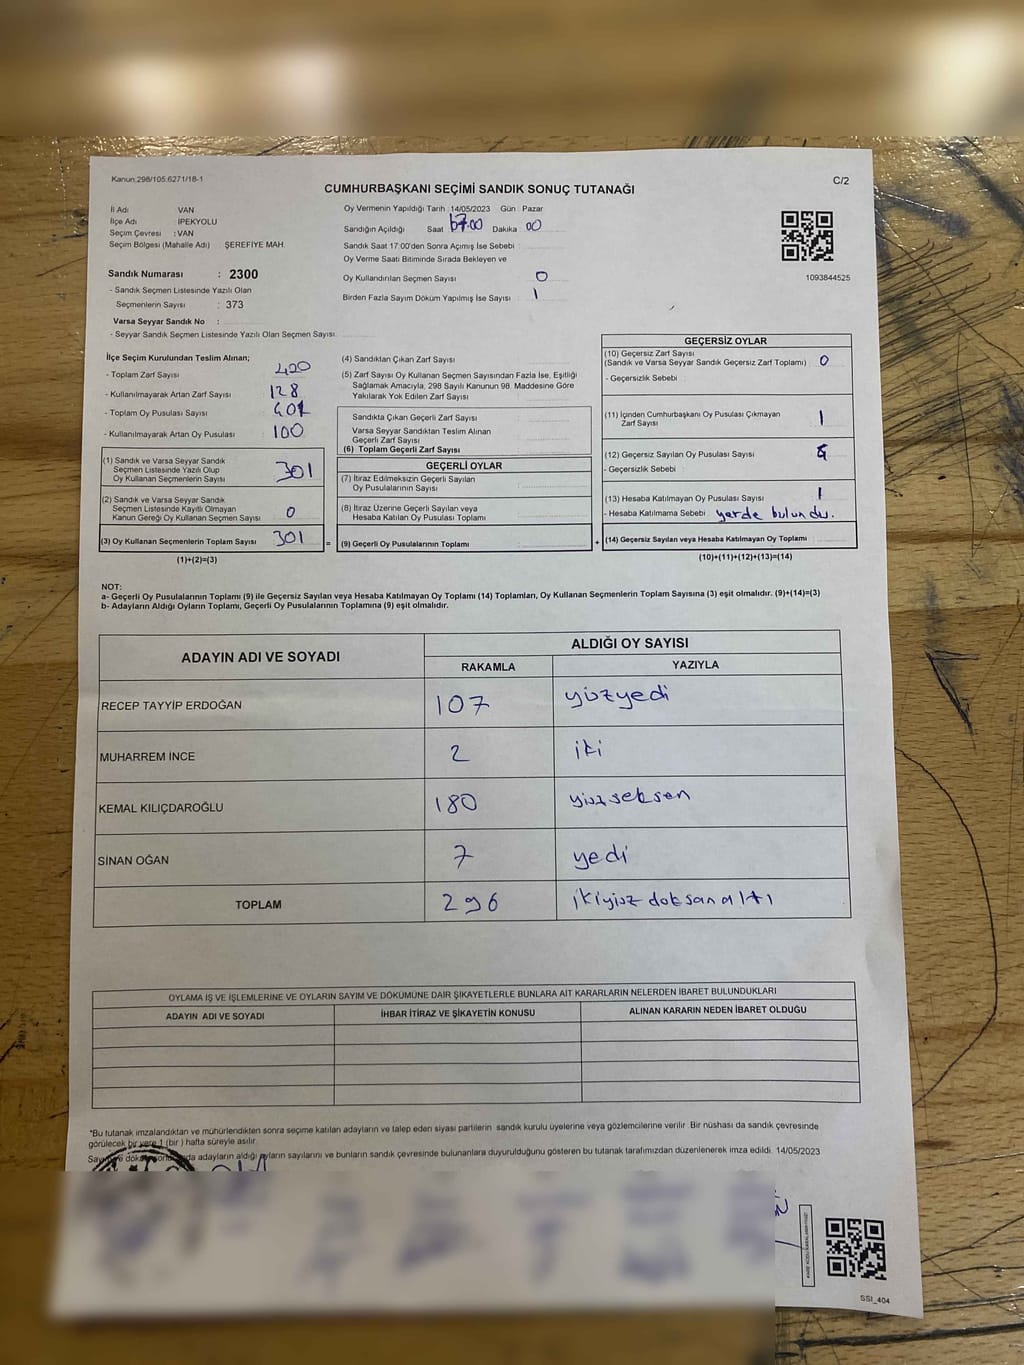 Kanun:298/105.6271/18-1
C/2
CUMHURBAŞKANI SEÇİMİ SANDIK SONUÇ TUTANAĞI
İl Adı VAN
İlçe Adı : İPEKYOLU
Seçim Çevresi : VAN
Seçim Bölgesi (Mahalle Adı) ŞEREFİYE MAH.
Sandık Numarası : 2300
- Sandık Seçmen Listesinde Yazılı Olan
Seçmenlerin Sayısı : 373
Varsa Seyyar Sandık No :
- Seyyar Sandık Seçmen Listesinde Yazılı Olan Seçmen Sayısı:
Oy Vermenin Yapıldığı Tarih : 14/05/2023 Gün : Pazar
Sandığın Açıldığı Saat 17.00 Dakika 00
Sandık Saat 17:00'den Sonra Açımış İse Sebebi :
Oy Verme Saati Bitiminde Sırada Bekleyen ve
Oy Kullandırılan Seçmen Sayısı 0
Birden Fazla Sayım Döküm Yapılmış İse Sayısı 1
1093844525
İlçe Seçim Kurulundan Teslim Alınan;
- Toplam Zarf Sayısı 420
- Kullanılmayarak Artan Zarf Sayısı 128
- Toplam Oy Pusulası Sayısı
- Kullanılmayarak Artan Oy Pusulası 100
(1) Sandık ve Varsa Seyyar Sandık
Seçmen Listesinde Yazılı Olup
Oy Kullanan Seçmenlerin Sayısı 301
(2) Sandık ve Varsa Seyyar Sandık
Seçmen Listesinde Kayıtlı Olmayan
Kanun Gereği Oy Kullanan Seçmen Sayısı 0
(3) Oy Kullanan Seçmenlerin Toplam Sayısı 301 =
(1)+(2)=(3)
(4) Sandıktan Çıkan Zarf Sayısı
(5) Zarf Sayısı Oy Kullanan Seçmen Sayısından Fazla İse, Eşitliği
Sağlamak Amacıyla, 298 Sayılı Kanunun 98. Maddesine Göre
Yakılarak Yok Edilen Zarf Sayısı
Sandıkta Çıkan Geçerli Zarf Sayısı
Varsa Seyyar Sandıktan Teslim Alınan
Geçerli Zarf Sayısı
(6) Toplam Geçerli Zarf Sayısı
GEÇERLİ OYLAR
(7) İtiraz Edilmeksizin Geçerli Sayılan
Oy Pusulalarının Sayısı
(8) İtiraz Üzerine Geçerli Sayılan veya
Hesaba Katılan Oy Pusulası Toplamı
(9) Geçerli Oy Pusulalarının Toplamı +
GEÇERSİZ OYLAR
(10) Geçersiz Zarf Sayısı
(Sandık ve Varsa Seyyar Sandık Geçersiz Zarf Toplamı) 0
- Geçersizlik Sebebi :
(11) İçinden Cumhurbaşkanı Oy Pusulası Çıkmayan
Zarf Sayısı 1
(12) Geçersiz Sayılan Oy Pusulası Sayısı
- Geçersizlik Sebebi :
(13) Hesaba Katılmayan Oy Pusulası Sayısı 1
- Hesaba Katılmama Sebebi : yerde bulundu.
(14) Geçersiz Sayılan veya Hesaba Katılmayan Oy Toplamı
(10)+(11)+(12)+(13)=(14)
NOT:
a- Geçerli Oy Pusulalarının Toplamı (9) ile Geçersiz Sayılan veya Hesaba Katılmayan Oy Toplamı (14) Toplamları, Oy Kullanan Seçmenlerin Toplam Sayısına (3) eşit olmalıdır. (9)+(14)=(3)
b- Adayların Aldığı Oyların Toplamı, Geçerli Oy Pusulalarının Toplamına (9) eşit olmalıdır.
ADAYIN ADI VE SOYADI ALDIĞI OY SAYISI
RAKAMLA YAZIYLA
RECEP TAYYİP ERDOĞAN 107 yüzyedi
MUHARREM İNCE 2 iki
KEMAL KILIÇDAROĞLU 180 yüzseksen
SİNAN OĞAN 7 yedi
TOPLAM 296 ikiyüz doksan altı
OYLAMA İŞ VE İŞLEMLERİNE VE OYLARIN SAYIM VE DÖKÜMÜNE DAİR ŞİKAYETLERLE BUNLARA AİT KARARLARIN NELERDEN İBARET BULUNDUKLARI
ADAYIN ADI VE SOYADI İHBAR İTİRAZ VE ŞİKAYETİN KONUSU ALINAN KARARIN NEDEN İBARET OLDUĞU
*Bu tutanak imzalandıktan ve mühürlendikten sonra seçime katılan adayların ve talep eden siyasi partilerin sandık kurulu üyelerine veya gözlemcilerine verilir. Bir nüshası da sandık çevresinde
görülecek bir yere 1 (bir ) hafta süreyle asılır.
adayların aldığı oyların sayılarını ve bunların sandık çevresinde bulunanlara duyurulduğunu gösteren bu tutanak tarafımızdan düzenlenerek imza edildi. 14/05/2023
SSI_404